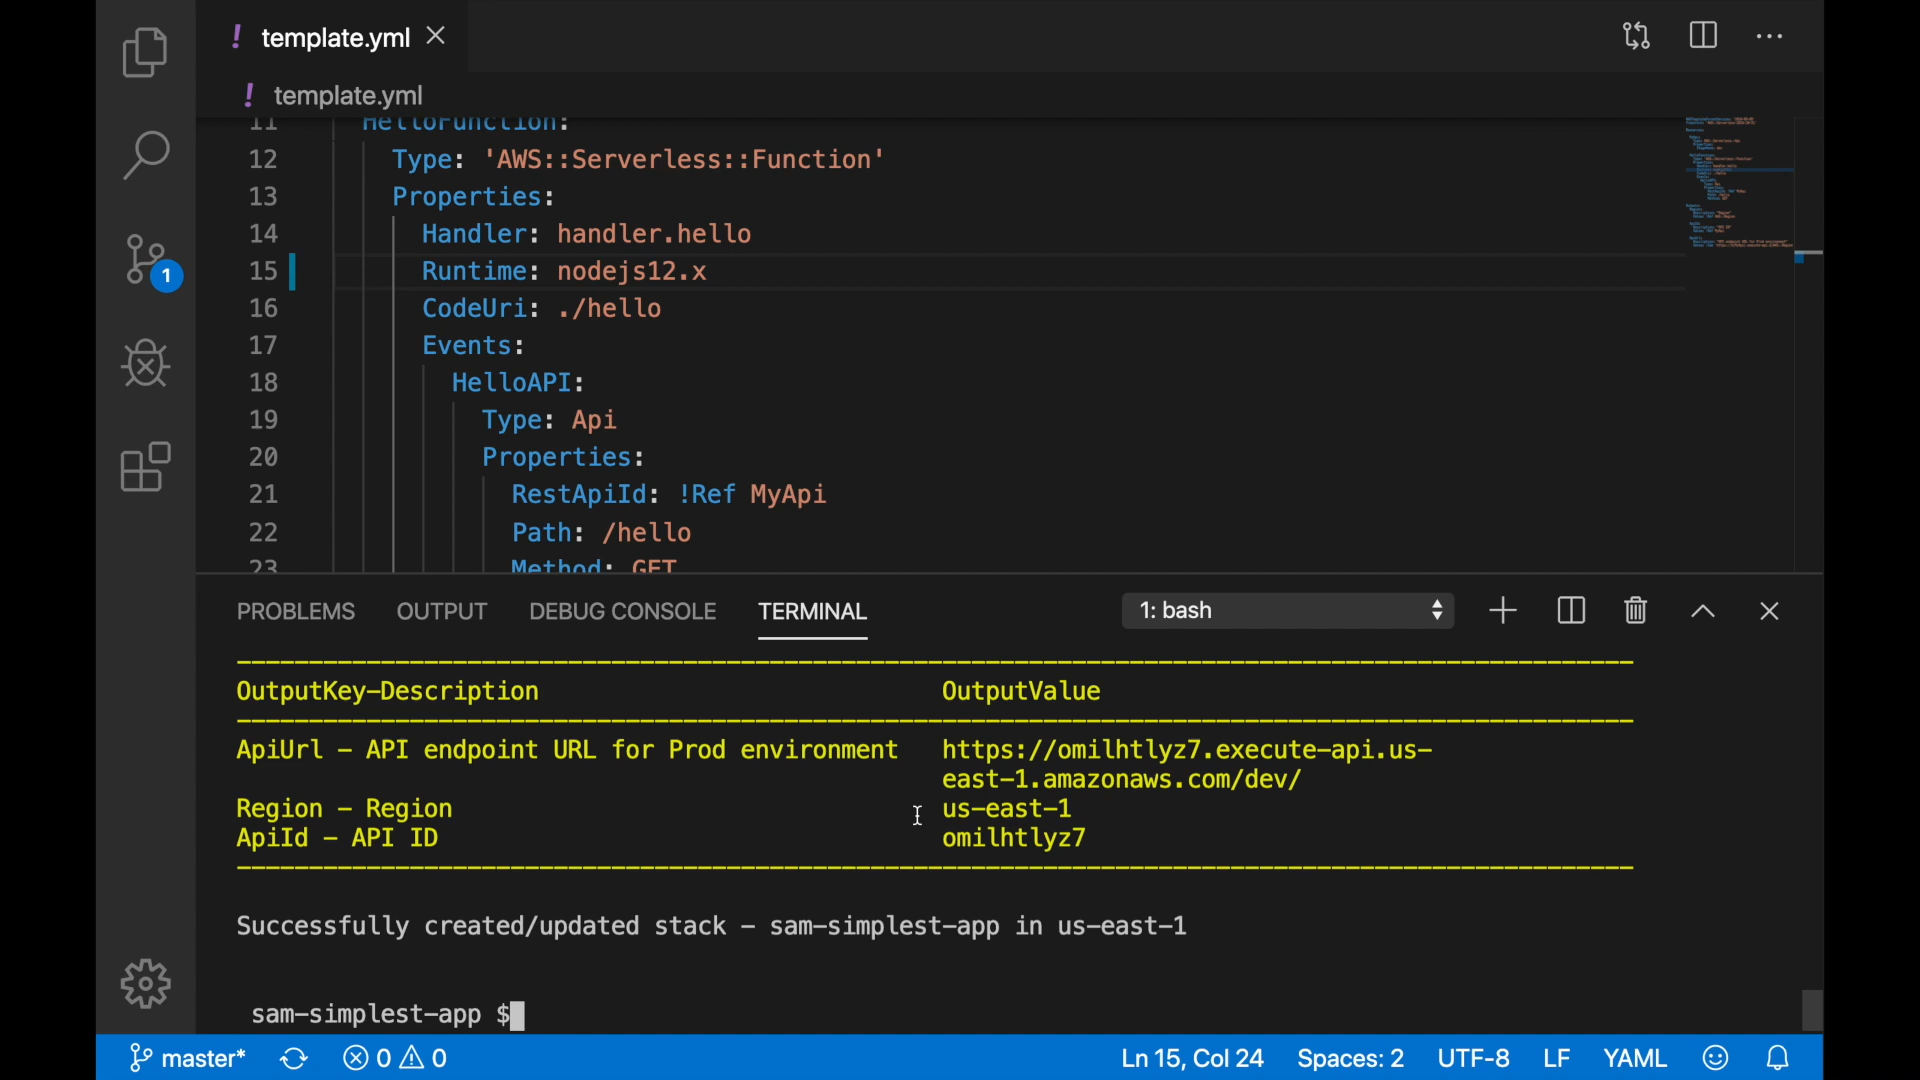 ! template.yml
! template.yml
11 HelloFunction:
12 Type: 'AWS::Serverless::Function'
13 Properties:
14 Handler: handler.hello
15 Runtime: nodejs12.x
16 CodeUri: ./hello
17 Events:
18 HelloAPI:
19 Type: Api
20 Properties:
21 RestApiId: !Ref MyApi
22 Path: /hello
23 Method: GET
1
PROBLEMS OUTPUT DEBUG CONSOLE TERMINAL 1: bash
OutputKey-Description OutputValue
ApiUrl - API endpoint URL for Prod environment https://omilhtlyz7.execute-api.us-
east-1.amazonaws.com/dev/
Region - Region us-east-1
ApiId - API ID omilhtlyz7
Successfully created/updated stack - sam-simplest-app in us-east-1
sam-simplest-app $
master* 0 0 Ln 15, Col 24 Spaces: 2 UTF-8 LF YAML